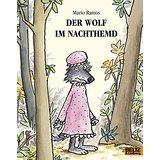 Mario Ramos
DER WOLF
IM NACHTHEMD